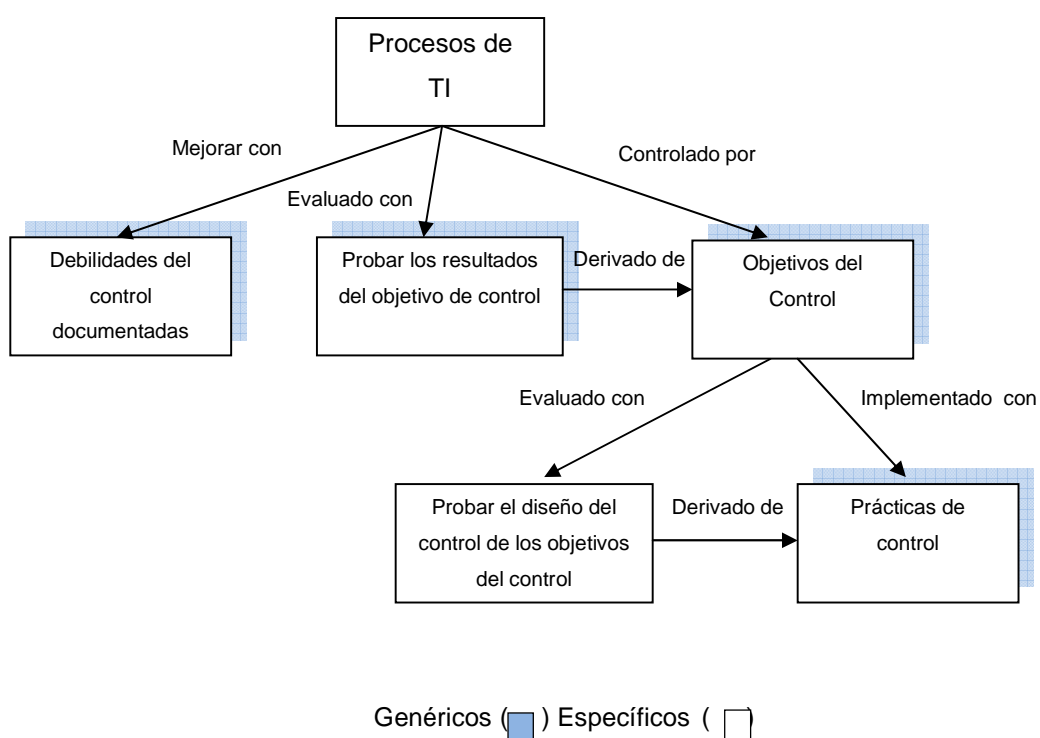 Procesos de
TI
Mejorar con
Evaluado con
Controlado por
Debilidades del
control
documentadas
Probar los resultados
del objetivo de control
Derivado de
Objetivos del
Control
Evaluado con
Implementado con
Probar el diseño del
control de los objetivos
del control
Derivado de
Prácticas de
control
Genéricos ( ) Específicos ( )